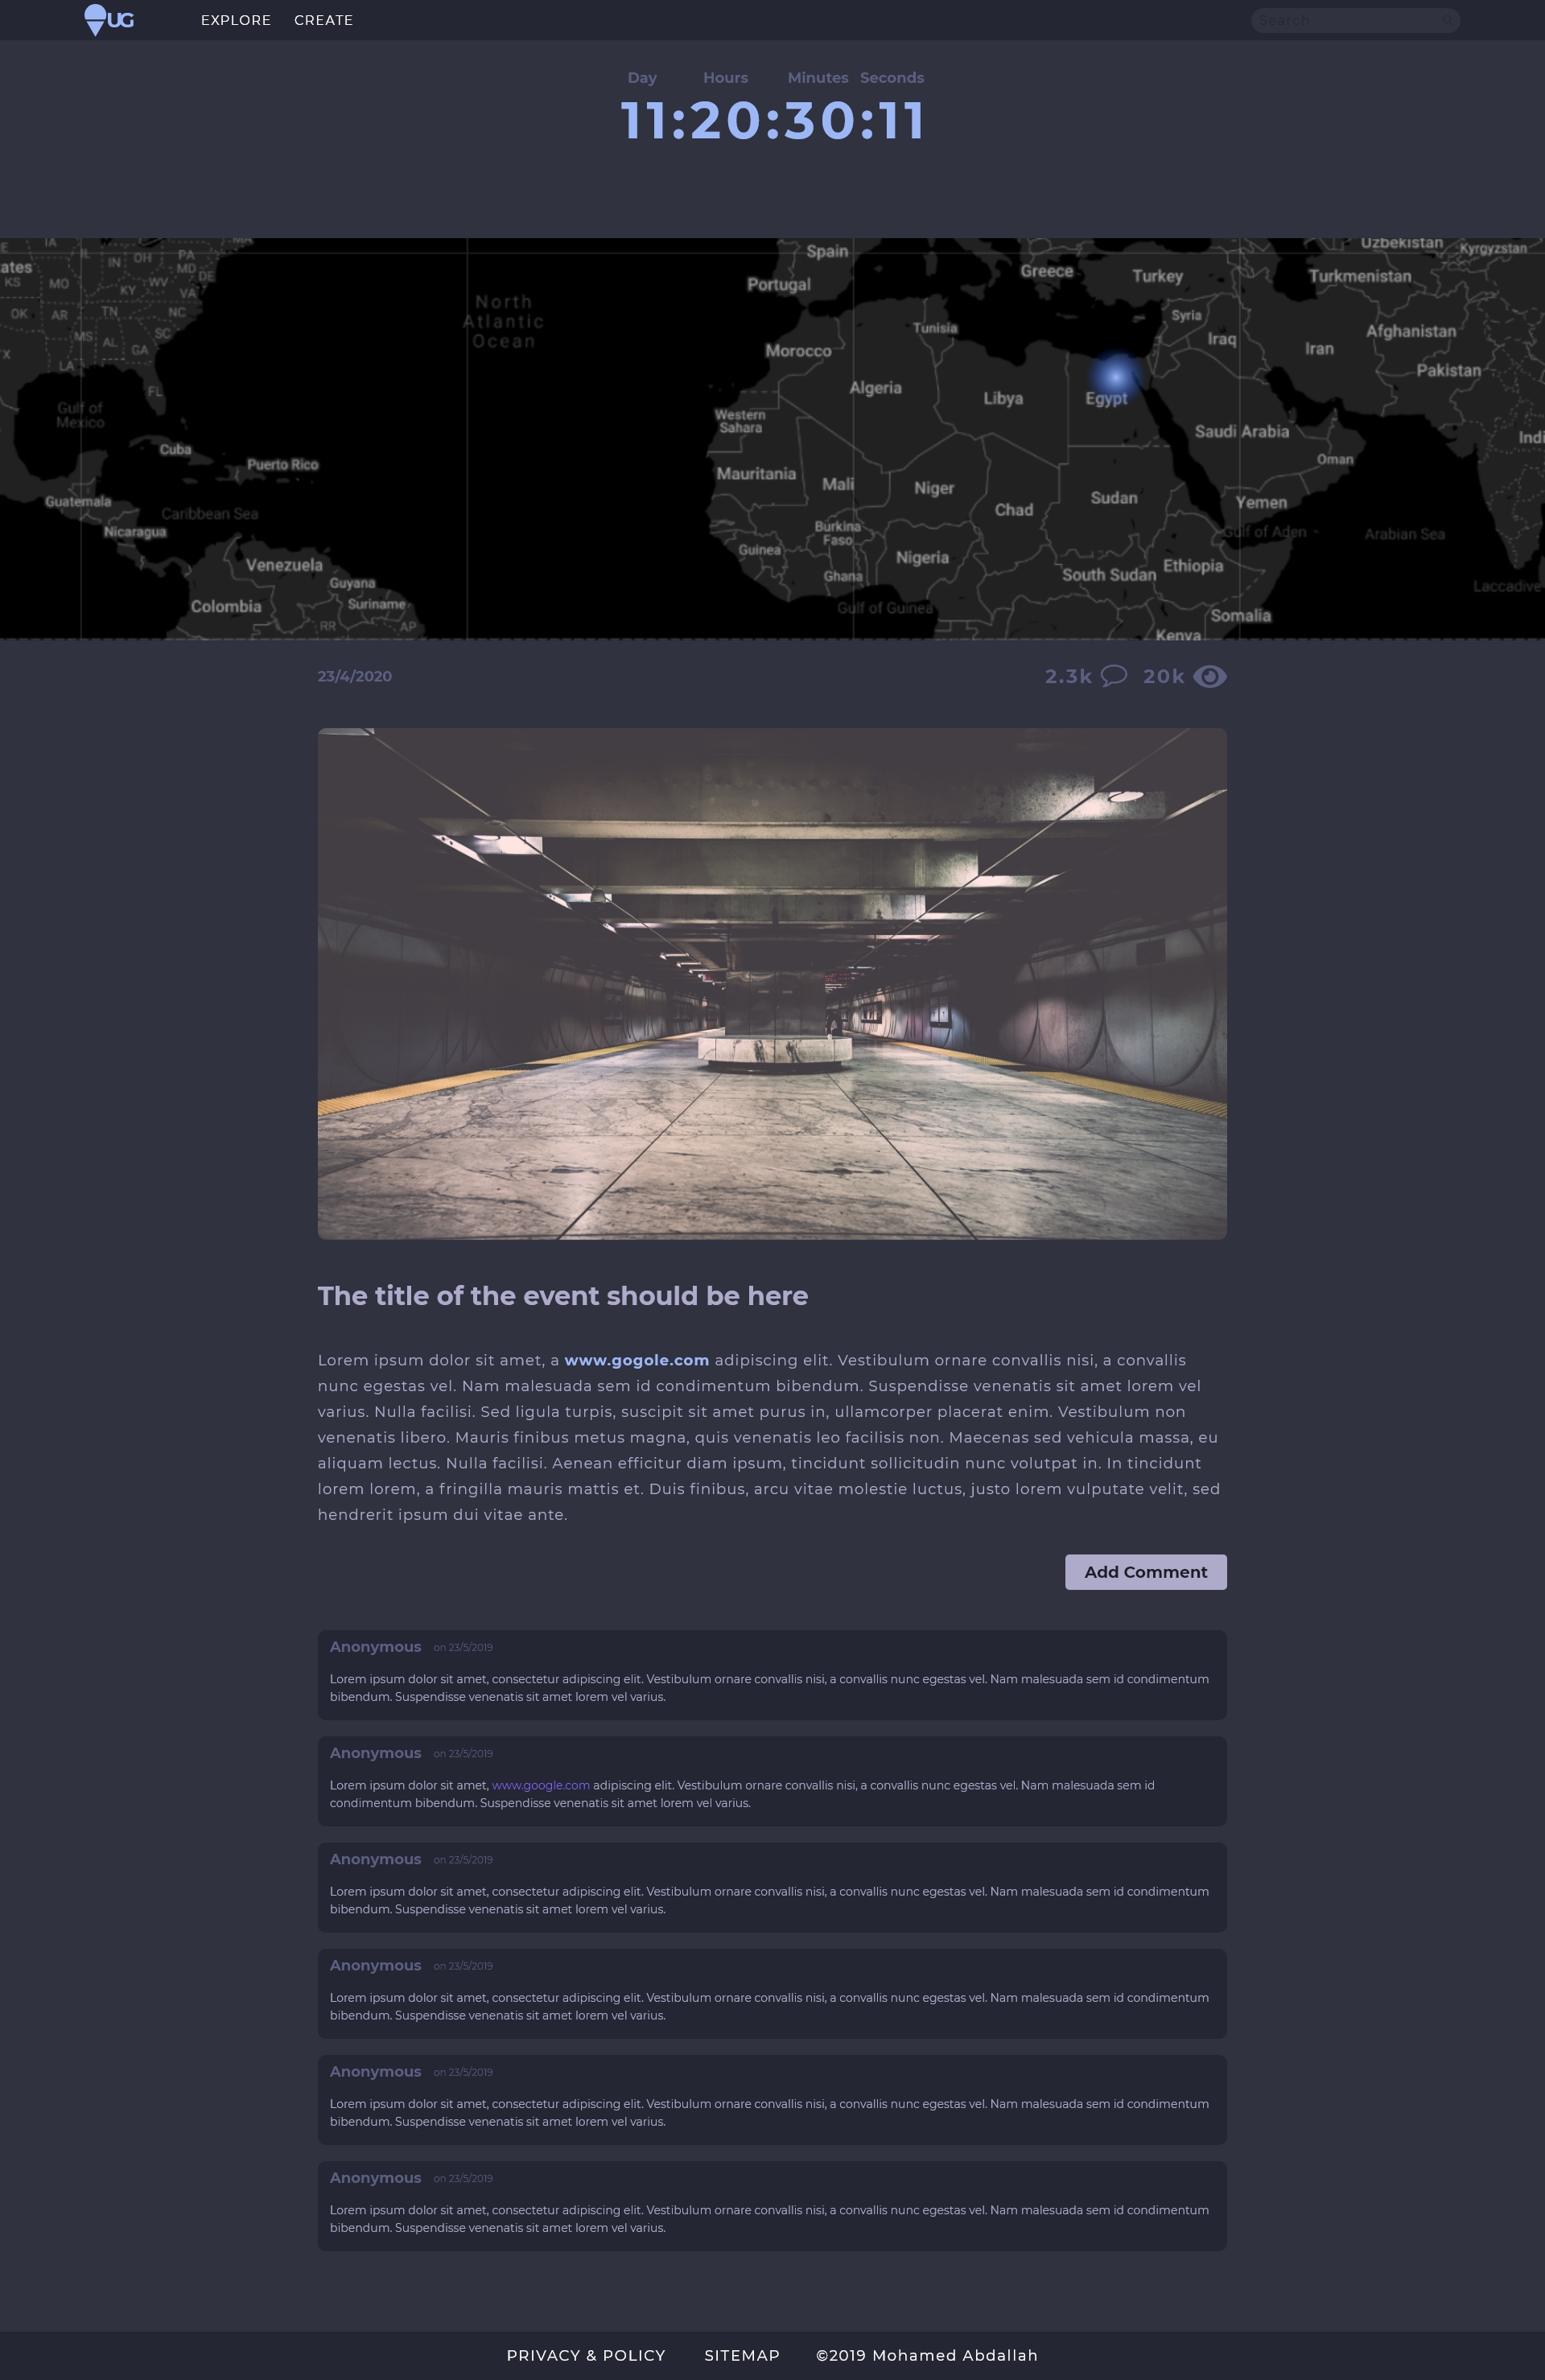 UG
EXPLORE CREATE
Search
Day Hours Minutes Seconds
11:20:30:11
IA
MA
IL
IN
OH
PA
MD
DE
ates
KS
MO
KY
WV
VA
OK
AR
TN
NC
MS
AL
SC
GA
TX
LA
FL
Gulf of
Mexico
Cuba
Puerto Rico
Guatemala
Caribbean Sea
Nicaragua
Venezuela
Guyana
Colombia
Suriname
RR
AP
North
Atlantic
Ocean
Spain
Portugal
Greece
Turkey
Uzbekistan
Kyrgyzstan
Turkmenistan
Tunisia
Syria
Morocco
Iraq
Iran
Afghanistan
Pakistan
Algeria
Libya
Egypt
Western
Sahara
Saudi Arabia
Indi
Oman
Mauritania
Mali
Niger
Chad
Sudan
Yemen
Burkina
Faso
Gulf of Aden
Arabian Sea
Guinea
Nigeria
Ghana
South Sudan
Ethiopia
Laccadive
Gulf of Guinea
Somalia
Kenya
23/4/2020 2.3k 20k
The title of the event should be here
Lorem ipsum dolor sit amet, a www.gogole.com adipiscing elit. Vestibulum ornare convallis nisi, a convallis
nunc egestas vel. Nam malesuada sem id condimentum bibendum. Suspendisse venenatis sit amet lorem vel
varius. Nulla facilisi. Sed ligula turpis, suscipit sit amet purus in, ullamcorper placerat enim. Vestibulum non
venenatis libero. Mauris finibus metus magna, quis venenatis leo facilisis non. Maecenas sed vehicula massa, eu
aliquam lectus. Nulla facilisi. Aenean efficitur diam ipsum, tincidunt sollicitudin nunc volutpat in. In tincidunt
lorem lorem, a fringilla mauris mattis et. Duis finibus, arcu vitae molestie luctus, justo lorem vulputate velit, sed
hendrerit ipsum dui vitae ante.
Add Comment
Anonymous on 23/5/2019
Lorem ipsum dolor sit amet, consectetur adipiscing elit. Vestibulum ornare convallis nisi, a convallis nunc egestas vel. Nam malesuada sem id condimentum
bibendum. Suspendisse venenatis sit amet lorem vel varius.
Anonymous on 23/5/2019
Lorem ipsum dolor sit amet, www.google.com adipiscing elit. Vestibulum ornare convallis nisi, a convallis nunc egestas vel. Nam malesuada sem id
condimentum bibendum. Suspendisse venenatis sit amet lorem vel varius.
Anonymous on 23/5/2019
Lorem ipsum dolor sit amet, consectetur adipiscing elit. Vestibulum ornare convallis nisi, a convallis nunc egestas vel. Nam malesuada sem id condimentum
bibendum. Suspendisse venenatis sit amet lorem vel varius.
Anonymous on 23/5/2019
Lorem ipsum dolor sit amet, consectetur adipiscing elit. Vestibulum ornare convallis nisi, a convallis nunc egestas vel. Nam malesuada sem id condimentum
bibendum. Suspendisse venenatis sit amet lorem vel varius.
Anonymous on 23/5/2019
Lorem ipsum dolor sit amet, consectetur adipiscing elit. Vestibulum ornare convallis nisi, a convallis nunc egestas vel. Nam malesuada sem id condimentum
bibendum. Suspendisse venenatis sit amet lorem vel varius.
Anonymous on 23/5/2019
Lorem ipsum dolor sit amet, consectetur adipiscing elit. Vestibulum ornare convallis nisi, a convallis nunc egestas vel. Nam malesuada sem id condimentum
bibendum. Suspendisse venenatis sit amet lorem vel varius.
PRIVACY & POLICY SITEMAP ©2019 Mohamed Abdallah